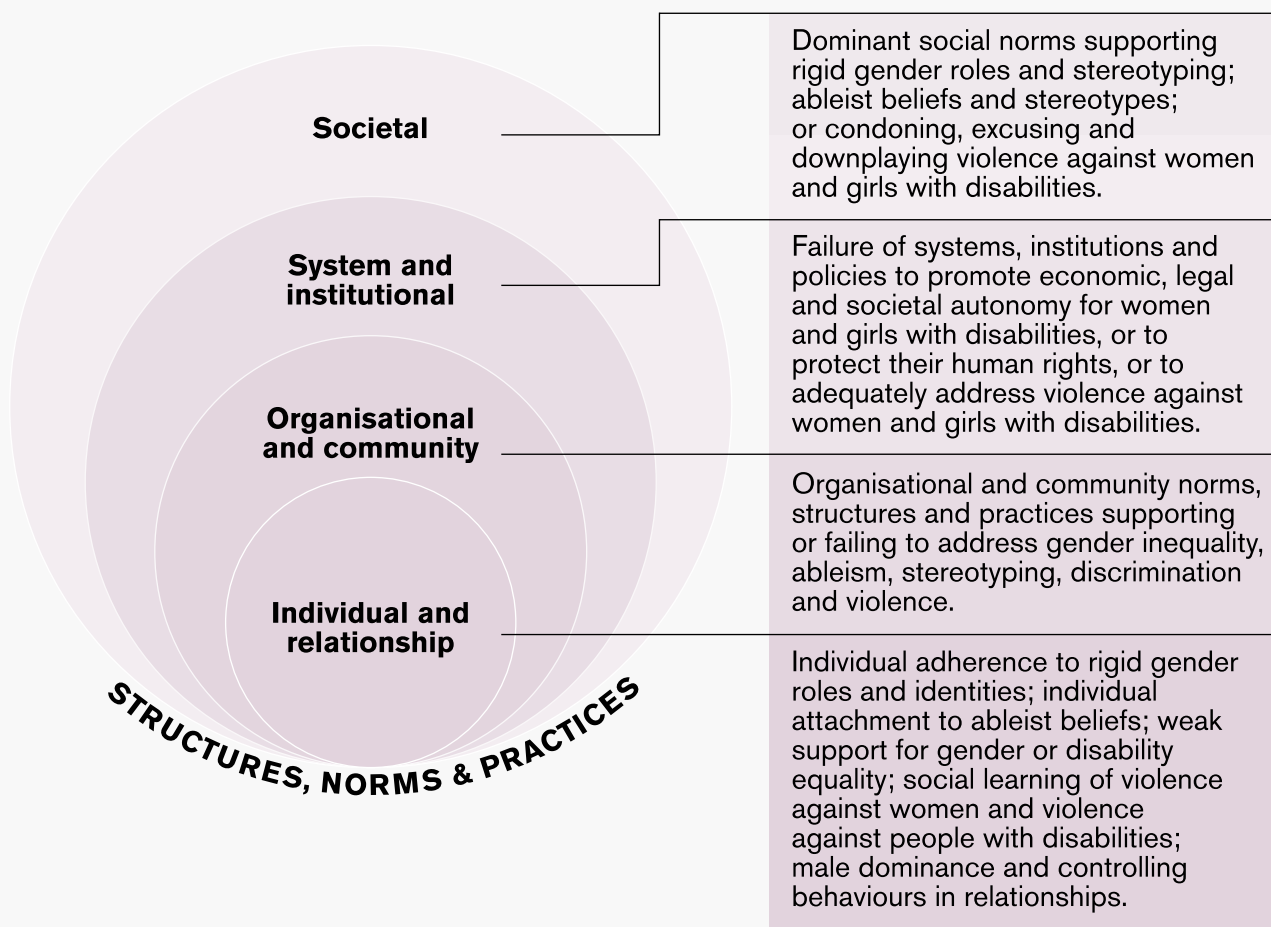 Societal
Dominant social norms supporting
rigid gender roles and stereotyping;
ableist beliefs and stereotypes;
or condoning, excusing and
downplaying violence against women
and girls with disabilities.
System and
institutional
Failure of systems, institutions and
policies to promote economic, legal
and societal autonomy for women
and girls with disabilities, or to
protect their human rights, or to
adequately address violence against
women and girls with disabilities.
Organisational
and community
Organisational and community norms,
structures and practices supporting
or failing to address gender inequality,
ableism, stereotyping, discrimination
and violence.
Individual and
relationship
Individual adherence to rigid gender
roles and identities; individual
attachment to ableist beliefs; weak
support for gender or disability
equality; social learning of violence
against women and violence
against people with disabilities;
male dominance and controlling
behaviours in relationships.
STRUCTURES, NORMS & PRACTICES